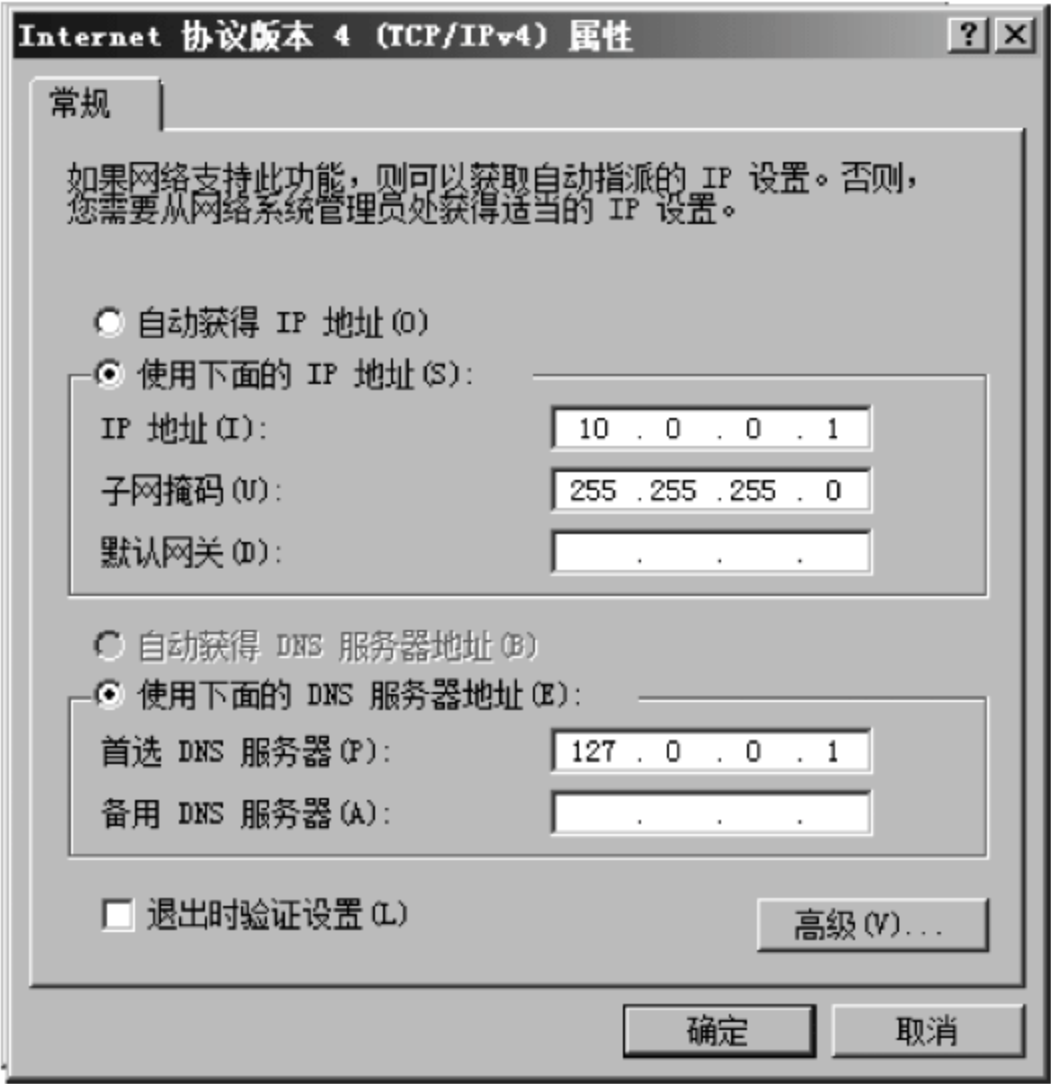 Internet 协议版本 4 (TCP/IPv4) 属性
常规
如果网络支持此功能，则可以获取自动指派的 IP 设置。否则，
您需要从网络系统管理员处获得适当的 IP 设置。
自动获得 IP 地址(O)
使用下面的 IP 地址(S):
IP 地址(I): 10 . 0 . 0 . 1
子网掩码(U): 255 .255 .255 . 0
默认网关(D): . . .
自动获得 DNS 服务器地址(B)
使用下面的 DNS 服务器地址(E):
首选 DNS 服务器(P): 127 . 0 . 0 . 1
备用 DNS 服务器(A): . . .
退出时验证设置(L)
高级(V)...
确定 取消